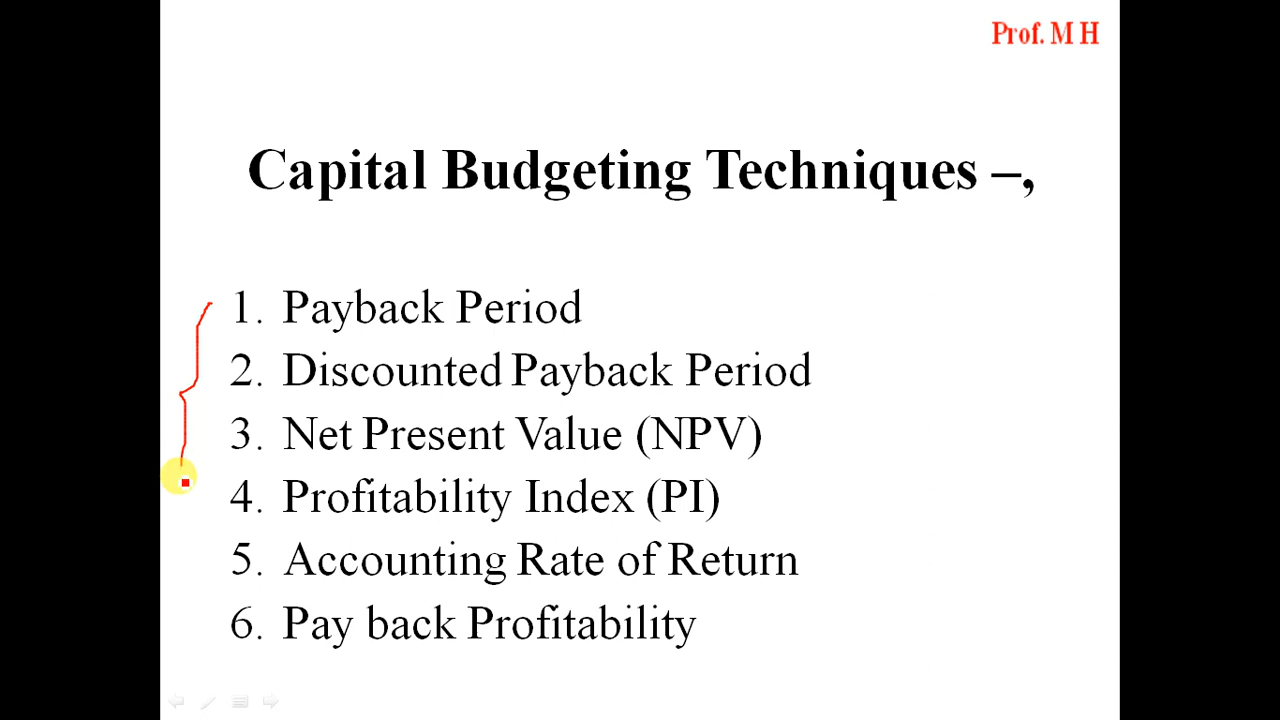 Prof. M H
Capital Budgeting Techniques –,
1. Payback Period
2. Discounted Payback Period
3. Net Present Value (NPV)
4. Profitability Index (PI)
5. Accounting Rate of Return
6. Pay back Profitability